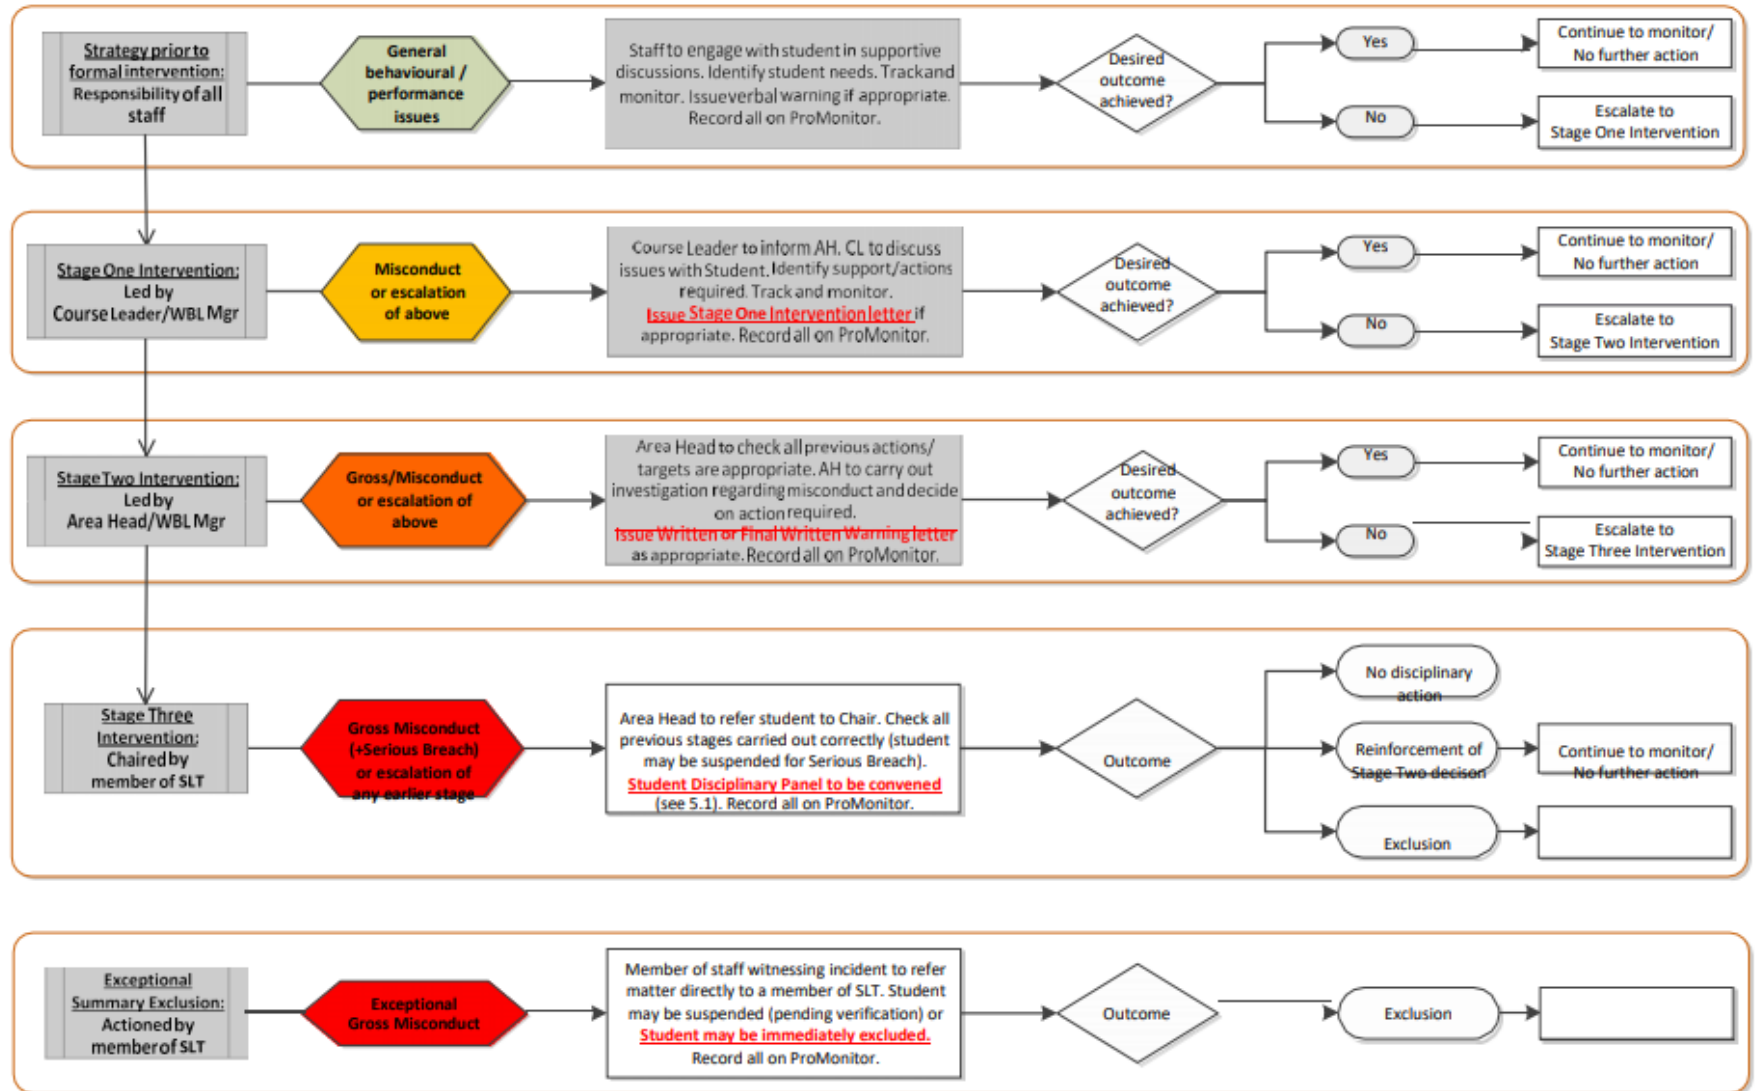 Strategy prior to
formal intervention:
Responsibility of all
staff
General
behavioural /
performance
issues
Staff to engage with student in supportive
discussions. Identify student needs. Track and
monitor. Issue verbal warning if appropriate.
Record all on ProMonitor.
Desired
outcome
achieved?
Yes
Continue to monitor/
No further action
No
Escalate to
Stage One Intervention
Stage One Intervention:
Led by
Course Leader/WBL Mgr
Misconduct
or escalation
of above
Course Leader to inform AH. CL to discuss
issues with Student. Identify support/actions
required. Track and monitor.
Issue Stage One Intervention letter if
appropriate. Record all on ProMonitor.
Desired
outcome
achieved?
Yes
Continue to monitor/
No further action
No
Escalate to
Stage Two Intervention
Stage Two Intervention:
Led by
Area Head/WBL Mgr
Gross/Misconduct
or escalation of
above
Area Head to check all previous actions/
targets are appropriate. AH to carry out
investigation regarding misconduct and decide
on action required.
Issue Written or Final Written Warning letter
as appropriate. Record all on ProMonitor.
Desired
outcome
achieved?
Yes
Continue to monitor/
No further action
No
Escalate to
Stage Three Intervention
Stage Three
Intervention:
Chaired by
member of SLT
Gross Misconduct
(+Serious Breach)
or escalation of
any earlier stage
Area Head to refer student to Chair. Check all
previous stages carried out correctly (student
may be suspended for Serious Breach).
Student Disciplinary Panel to be convened
(see 5.1). Record all on ProMonitor.
Outcome
No disciplinary
action
Reinforcement of
Stage Two decison
Continue to monitor/
No further action
Exclusion
Exceptional
Summary Exclusion:
Actioned by
member of SLT
Exceptional
Gross Misconduct
Member of staff witnessing incident to refer
matter directly to a member of SLT. Student
may be suspended (pending verification) or
Student may be immediately excluded.
Record all on ProMonitor.
Outcome
Exclusion